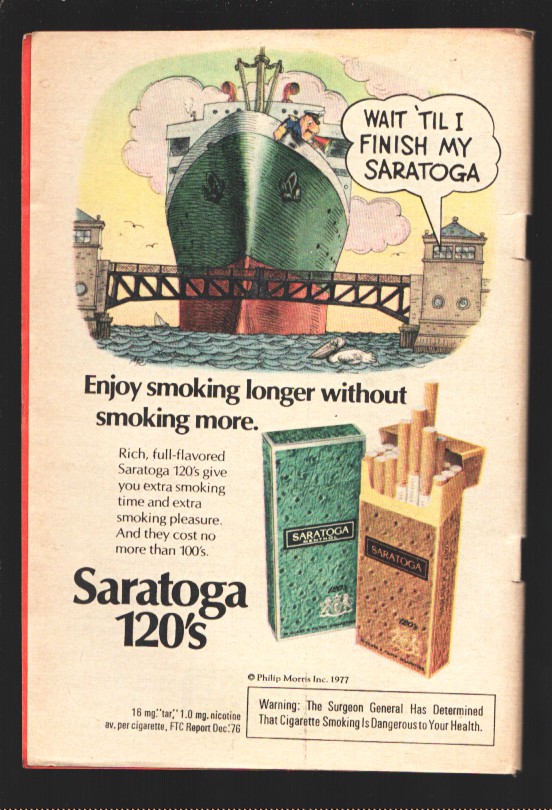 WAIT 'TIL I
FINISH MY
SARATOGA
Enjoy smoking longer without
smoking more.
Rich, full-flavored
Saratoga 120's give
you extra smoking
time and extra
smoking pleasure.
And they cost no
more than 100's.
Saratoga
120's
SARATOGA
MENTHOL
120's
SARATOGA
120's
© Philip Morris Inc. 1977
16 mg."tar," 1.0 mg. nicotine
av. per cigarette, FTC Report Dec.'76
Warning: The Surgeon General Has Determined
That Cigarette Smoking Is Dangerous to Your Health.